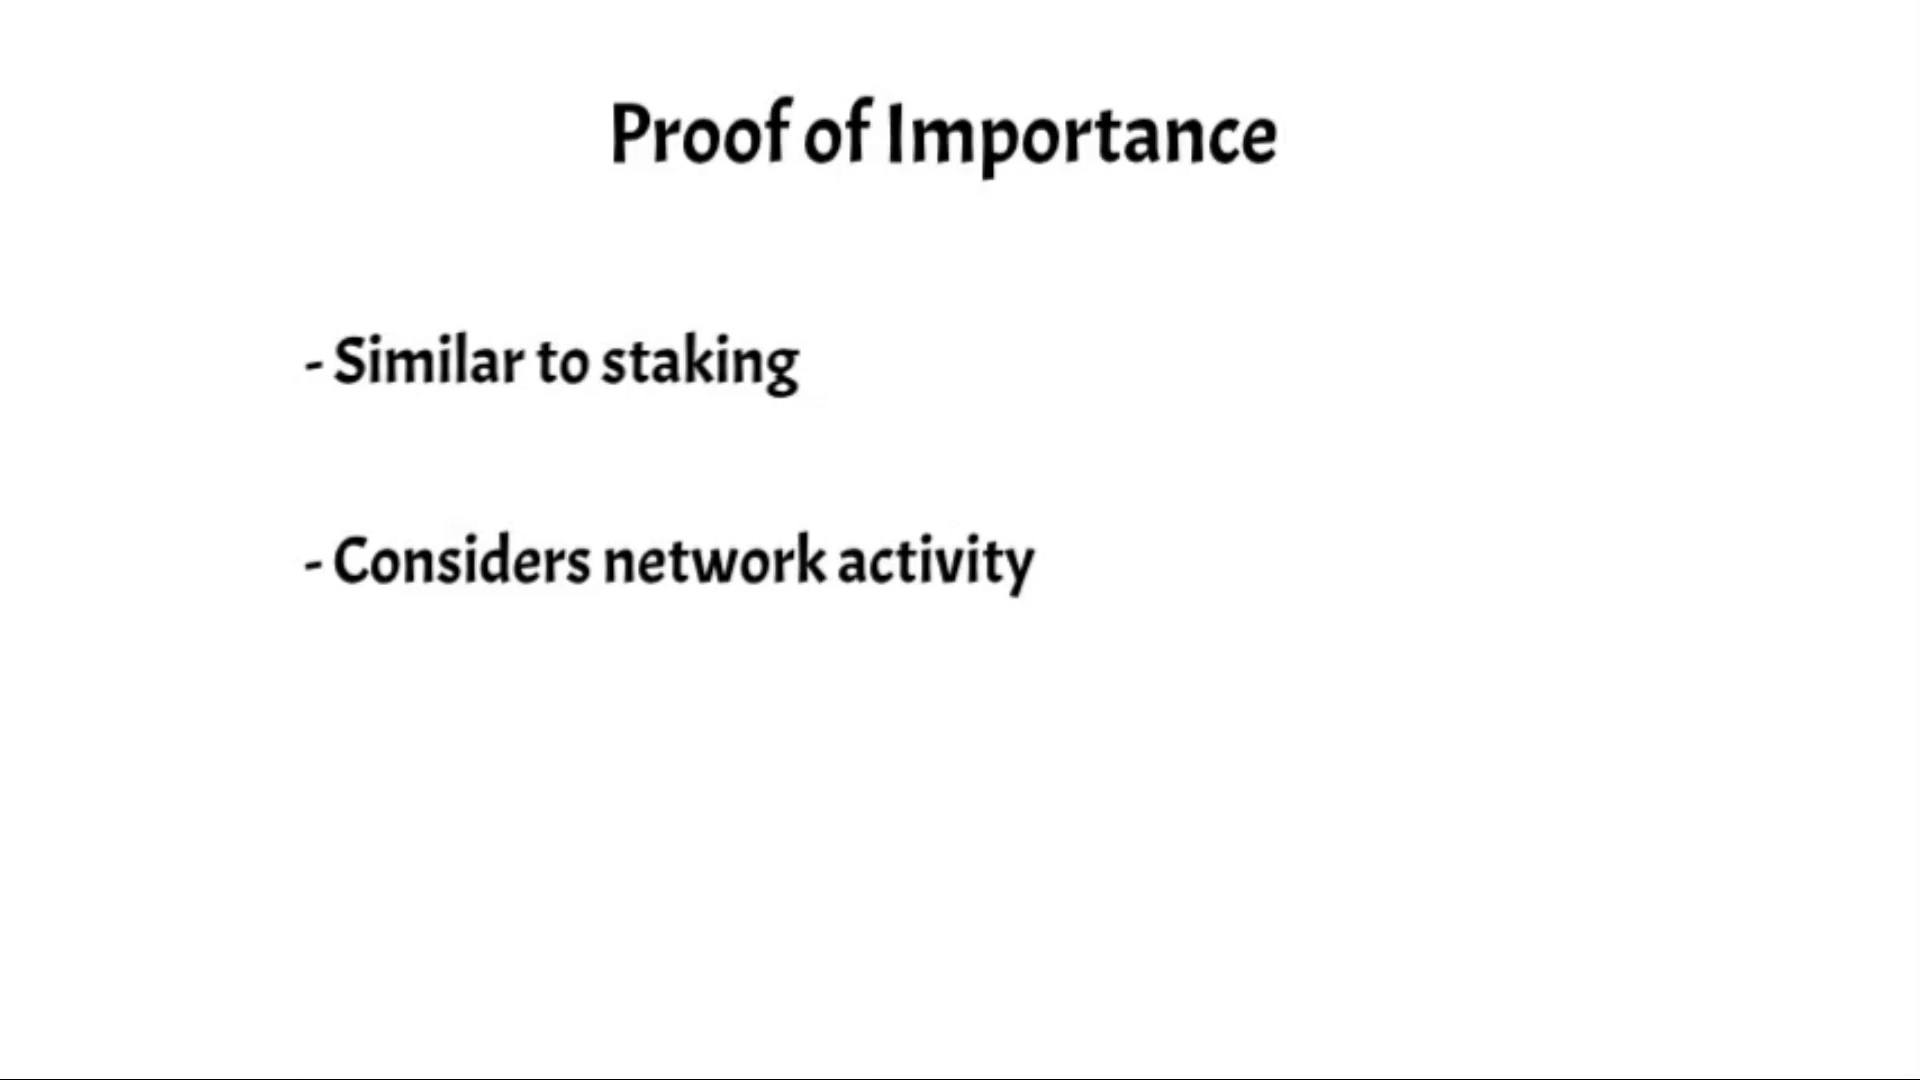 Proof of Importance
- Similar to staking
- Considers network activity